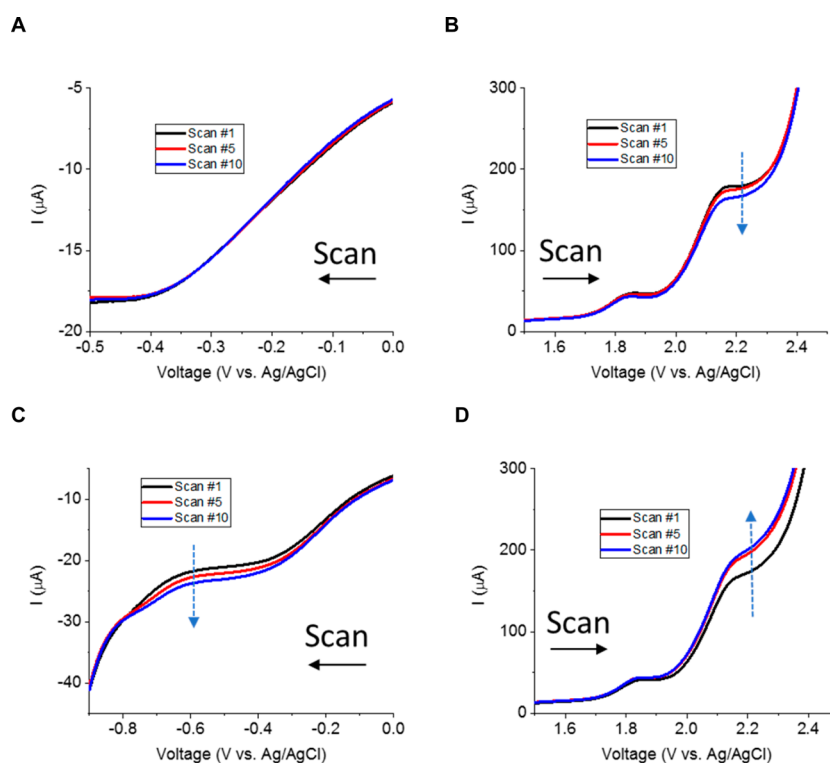 A
-5
-10
-15
-20
I (μA)
Scan #1
Scan #5
Scan #10
Scan
-0.5 -0.4 -0.3 -0.2 -0.1 0.0
Voltage (V vs. Ag/AgCl)
B
300
200
100
0
I (μA)
Scan #1
Scan #5
Scan #10
Scan
1.6 1.8 2.0 2.2 2.4
Voltage (V vs. Ag/AgCl)
C
-10
-20
-30
-40
I (μA)
Scan #1
Scan #5
Scan #10
Scan
-0.8 -0.6 -0.4 -0.2 0.0
Voltage (V vs. Ag/AgCl)
D
300
200
100
0
I (μA)
Scan #1
Scan #5
Scan #10
Scan
1.6 1.8 2.0 2.2 2.4
Voltage (V vs. Ag/AgCl)